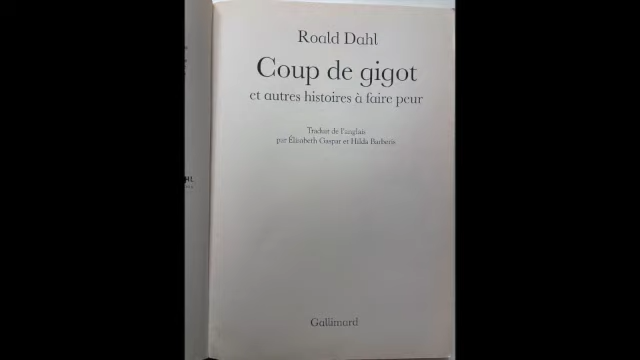 Roald Dahl
Coup de gigot
et autres histoires à faire peur
Traduit de l'anglais
par Élisabeth Gaspar et Hilda Barberis
Gallimard